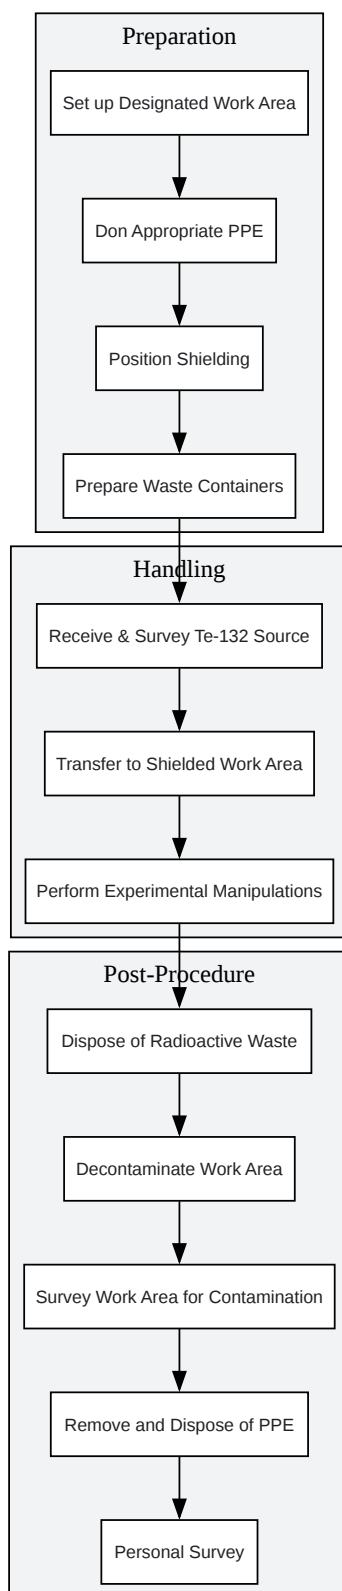 Preparation
Set up Designated Work Area
Don Appropriate PPE
Position Shielding
Prepare Waste Containers
Handling
Receive & Survey Te-132 Source
Transfer to Shielded Work Area
Perform Experimental Manipulations
Post-Procedure
Dispose of Radioactive Waste
Decontaminate Work Area
Survey Work Area for Contamination
Remove and Dispose of PPE
Personal Survey